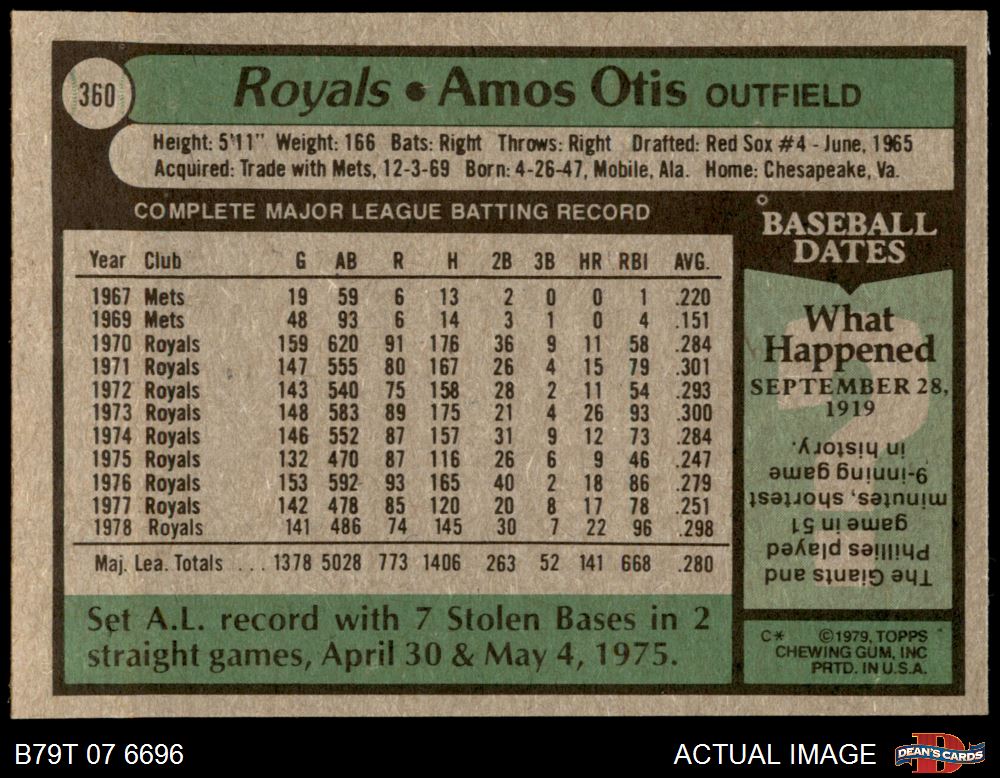 360
Royals • Amos Otis OUTFIELD
Height: 5'11" Weight: 166 Bats: Right Throws: Right Drafted: Red Sox #4 - June, 1965
Acquired: Trade with Mets, 12-3-69 Born: 4-26-47, Mobile, Ala. Home: Chesapeake, Va.
COMPLETE MAJOR LEAGUE BATTING RECORD
Year Club G AB R H 2B 3B HR RBI AVG.
1967 Mets 19 59 6 13 2 0 0 1 .220
1969 Mets 48 93 6 14 3 1 0 4 .151
1970 Royals 159 620 91 176 36 9 11 58 .284
1971 Royals 147 555 80 167 26 4 15 79 .301
1972 Royals 143 540 75 158 28 2 11 54 .293
1973 Royals 148 583 89 175 21 4 26 93 .300
1974 Royals 146 552 87 157 31 9 12 73 .284
1975 Royals 132 470 87 116 26 6 9 46 .247
1976 Royals 153 592 93 165 40 2 18 86 .279
1977 Royals 142 478 85 120 20 8 17 78 .251
1978 Royals 141 486 74 145 30 7 22 96 .298
Maj. Lea. Totals ... 1378 5028 773 1406 263 52 141 668 .280
Set A.L. record with 7 Stolen Bases in 2
straight games, April 30 & May 4, 1975.
BASEBALL
DATES
What
Happened
SEPTEMBER 28,
1919
The Giants and
Phillies played
game in 51
minutes, shortest
9-inning game
in history.
C* ©1979, TOPPS
CHEWING GUM, INC
PRTD. IN U.S.A.
B79T 07 6696
ACTUAL IMAGE
D
DEAN'S CARDS